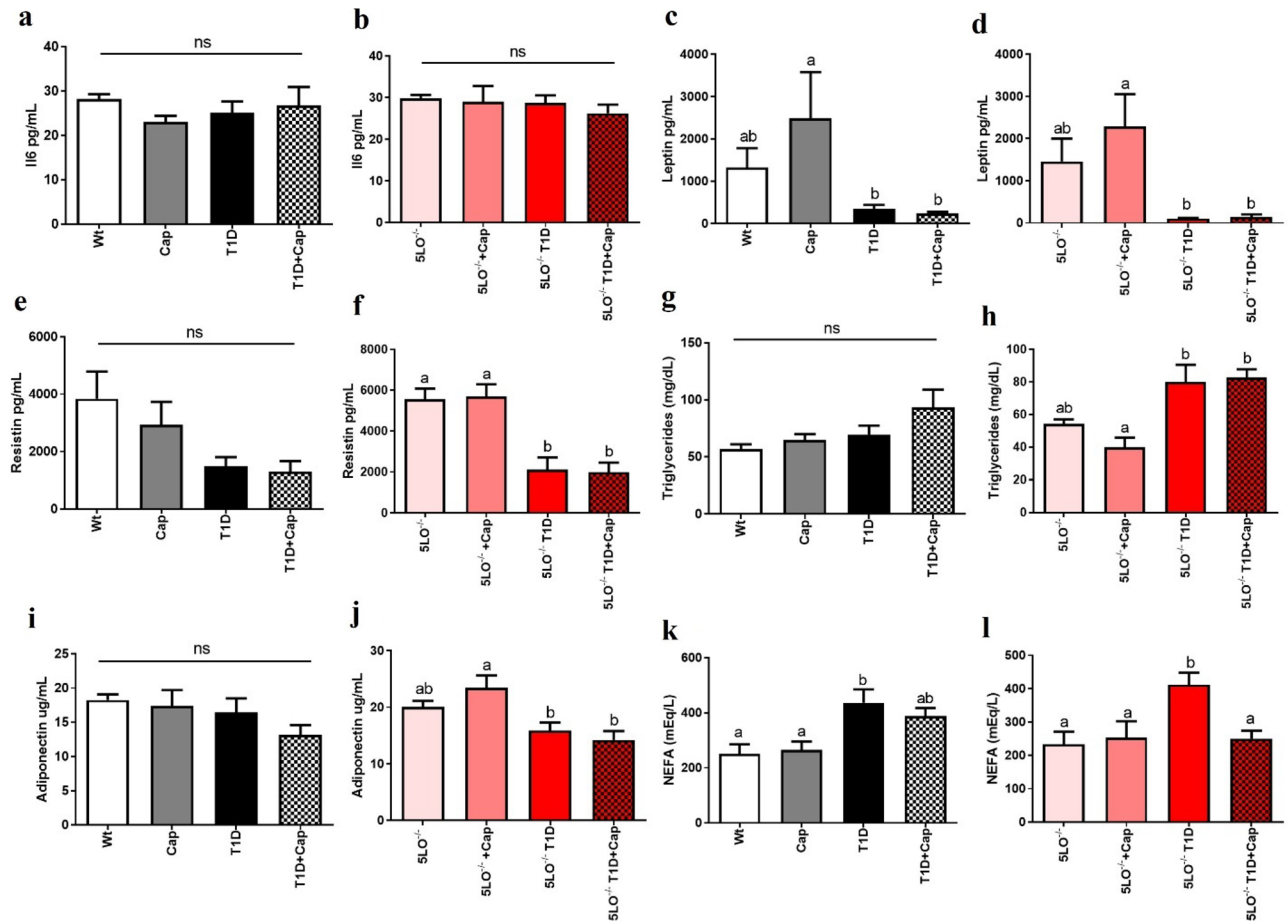 a
ns
Il6 pg/mL
40
30
20
10
0
Wt
Cap
T1D
T1D+Cap
b
ns
Il6 pg/mL
40
30
20
10
0
5LO-/-
5LO-/-+Cap
5LO-/- T1D
5LO-/- T1D+Cap
c
Leptin pg/mL
4000
3000
2000
1000
0
ab
a
b
b
Wt
Cap
T1D
T1D+Cap
d
Leptin pg/mL
4000
3000
2000
1000
0
ab
a
b
b
5LO-/-
5LO-/-+Cap
5LO-/- T1D
5LO-/- T1D+Cap
e
ns
Resistin pg/mL
6000
4000
2000
0
Wt
Cap
T1D
T1D+Cap
f
Resistin pg/mL
8000
6000
4000
2000
0
a
a
b
b
5LO-/-
5LO-/- +Cap
5LO-/- T1D
5LO-/- T1D+Cap
g
ns
Triglycerides (mg/dL)
150
100
50
0
Wt
Cap
T1D
T1D+Cap
h
Triglycerides (mg/dL)
100
80
60
40
20
0
ab
a
b
b
5LO-/-
5LO-/-+Cap
5LO-/- T1D
5LO-/- T1D+Cap
i
ns
Adiponectin ug/mL
25
20
15
10
5
0
Wt
Cap
T1D
T1D+Cap
j
Adiponectin ug/mL
30
20
10
0
ab
a
b
b
5LO-/-
5LO-/- +Cap
5LO-/- T1D
5LO-/- T1D+Cap
k
NEFA (mEq/L)
600
400
200
0
a
a
b
ab
Wt
Cap
T1D
T1D+Cap
l
NEFA (mEq/L)
500
400
300
200
100
0
a
a
b
a
5LO-/-
5LO-/-+Cap
5LO-/- T1D
5LO-/- T1D+Cap